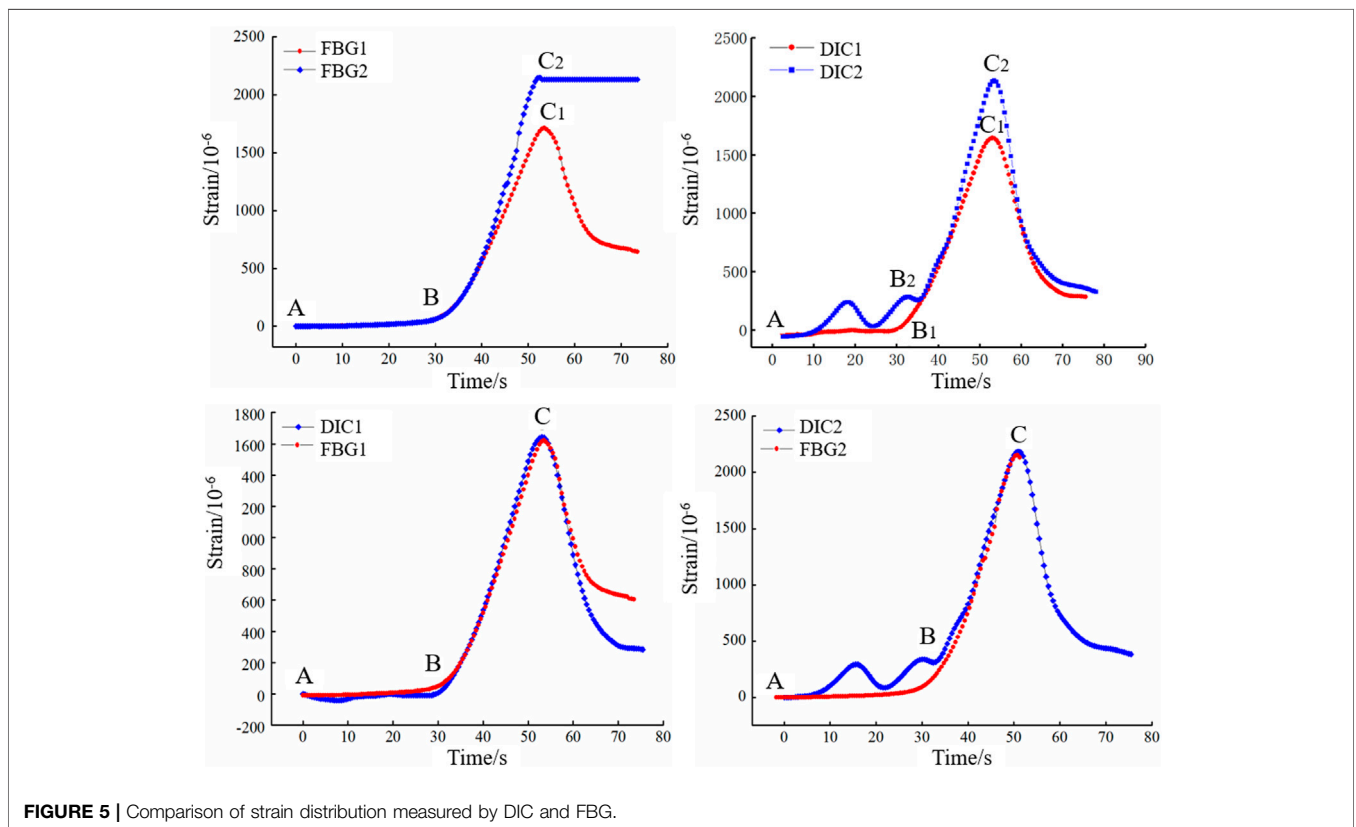 2500
2000
1500
1000
500
0
Strain/10-6
FBG1
FBG2
A
B
C2
C1
0 10 20 30 40 50 60 70 80
Time/s
2500
2000
1500
1000
500
0
Strain/10-6
DIC1
DIC2
A
B2
B1
C2
C1
0 10 20 30 40 50 60 70 80 90
Time/s
1800
1600
1400
1200
000
800
600
400
200
0
-200
Strain/10-6
DIC1
FBG1
A
B
C
0 10 20 30 40 50 60 70 80
Time/s
2500
2000
1500
1000
500
0
Strain/10-6
DIC2
FBG2
A
B
C
0 10 20 30 40 50 60 70 80
Time/s
FIGURE 5 | Comparison of strain distribution measured by DIC and FBG.